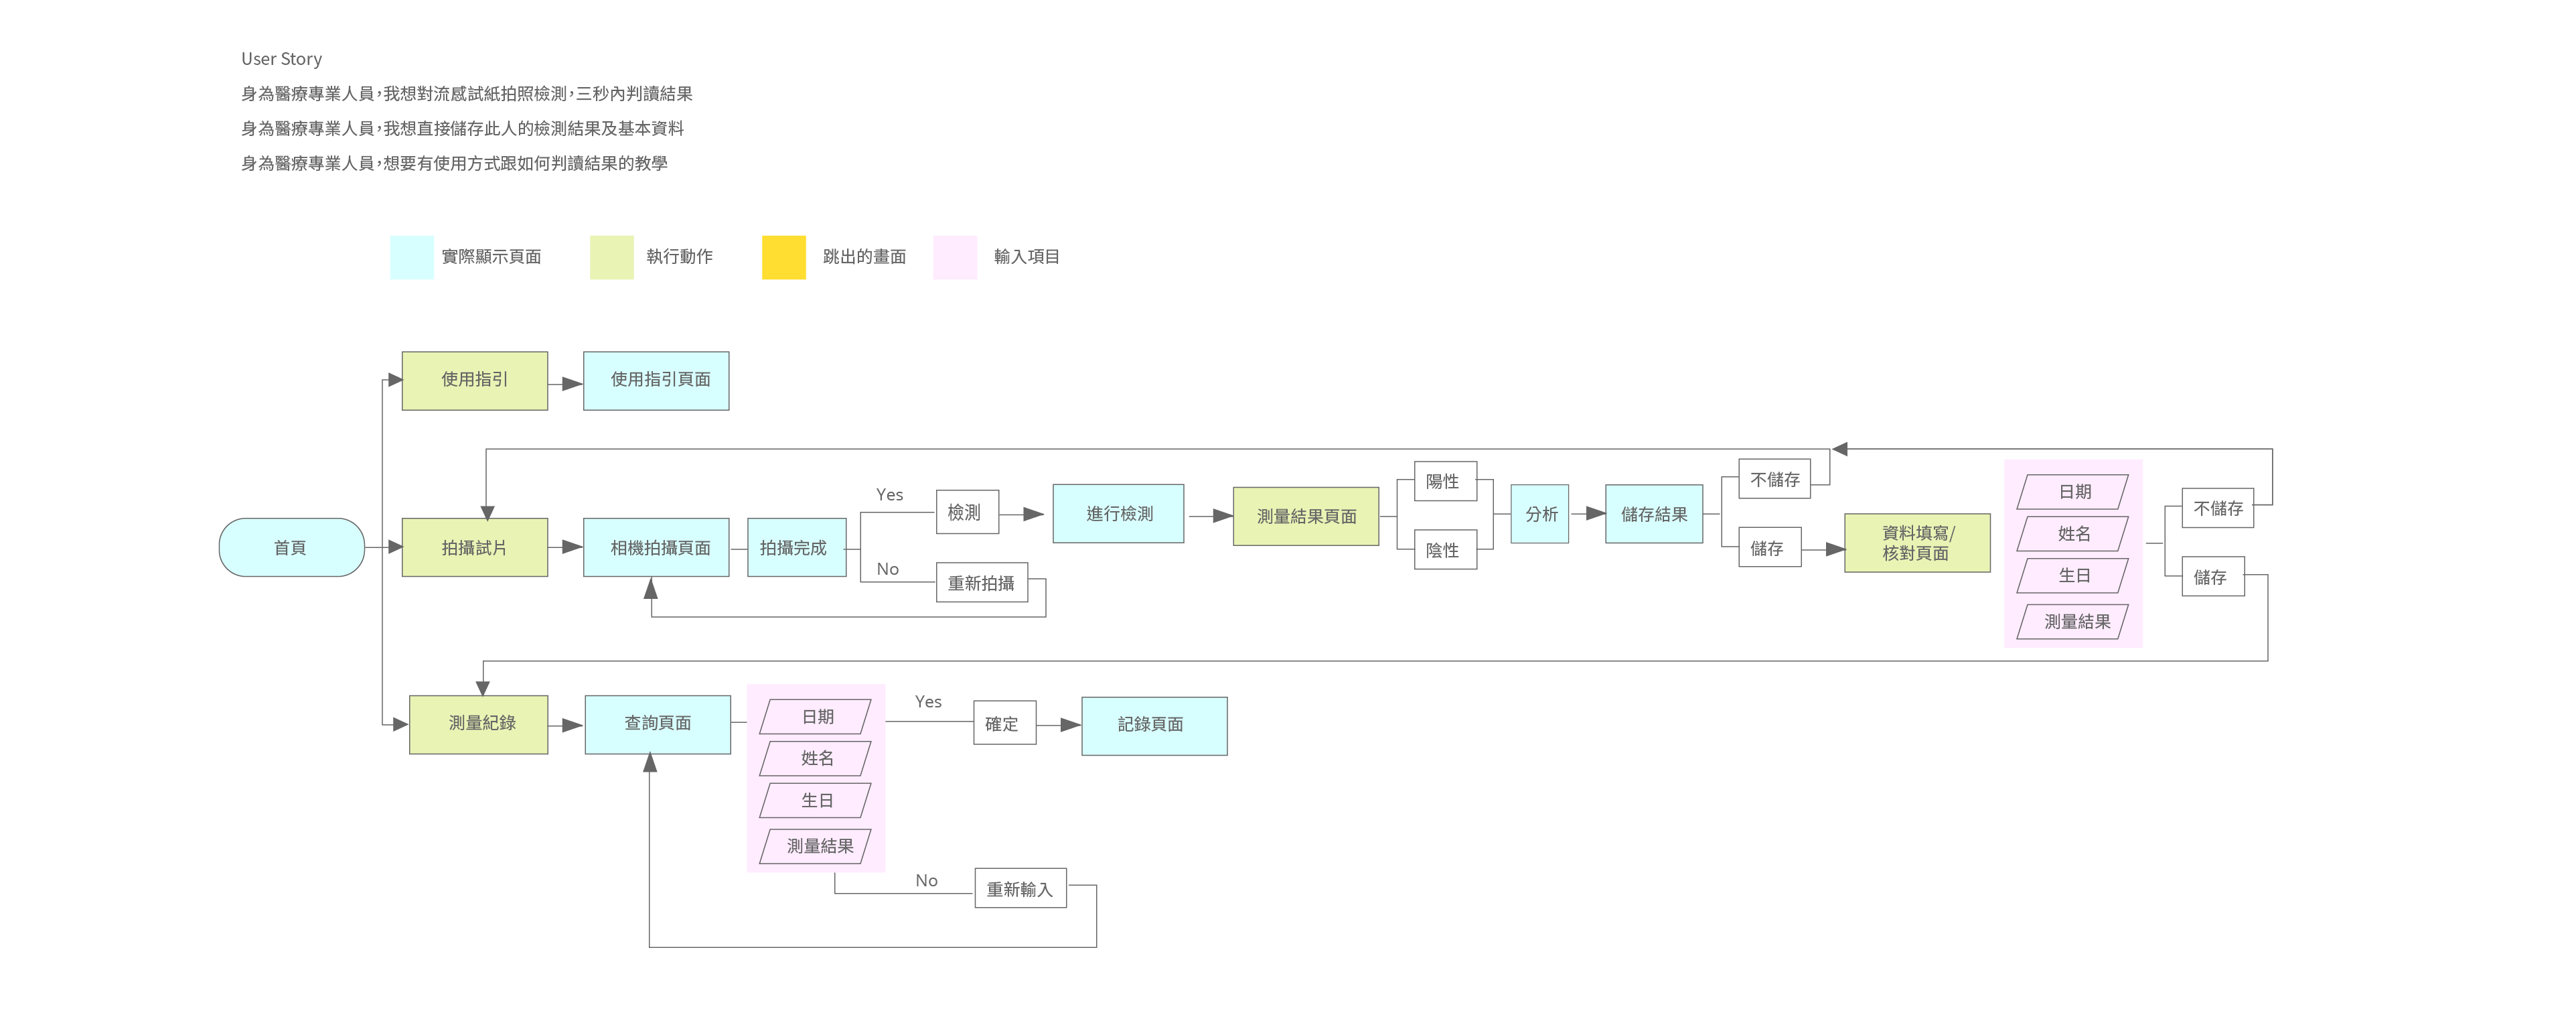 User Story
身為醫療專業人員，我想對流感試紙拍照檢測，三秒內判讀結果
身為醫療專業人員，我想直接儲存此人的檢測結果及基本資料
身為醫療專業人員，想要有使用方式跟如何判讀結果的教學
實際顯示頁面
執行動作
跳出的畫面
輸入項目
使用指引
使用指引頁面
首頁
拍攝試片
相機拍攝頁面
拍攝完成
Yes
檢測
No
重新拍攝
進行檢測
測量結果頁面
陽性
陰性
分析
儲存結果
不儲存
儲存
資料填寫/
核對頁面
日期
姓名
生日
測量結果
不儲存
儲存
測量紀錄
查詢頁面
日期
姓名
生日
測量結果
Yes
確定
記錄頁面
No
重新輸入